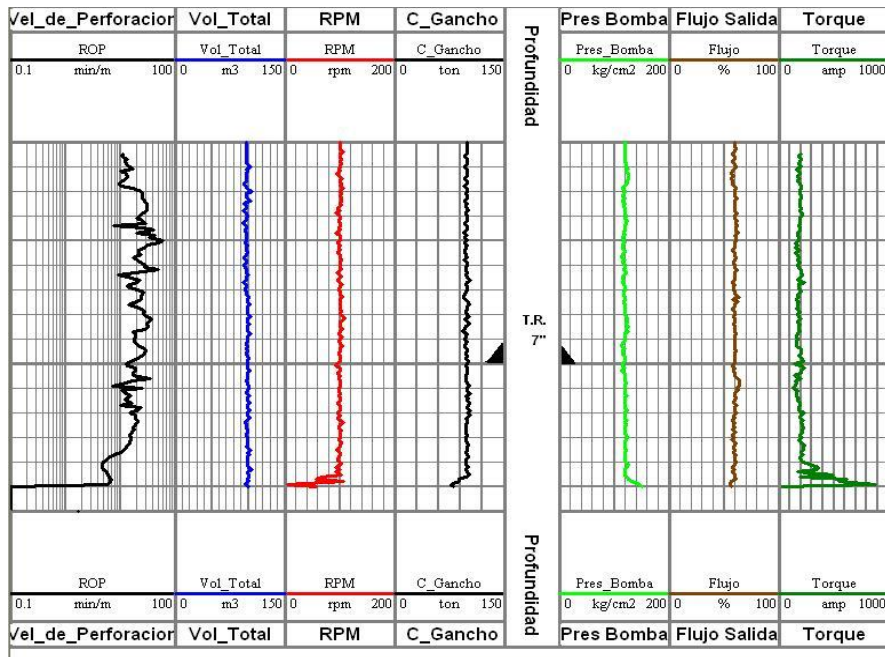 Vel_de_Perforacion Vol_Total RPM C_Gancho Profundidad Pres Bomba Flujo Salida Torque
ROP Vol_Total RPM C_Gancho Pres_Bomba Flujo Torque
0.1 min/m 100 0 m3 150 0 rpm 200 0 ton 150 0 kg/cm2 200 0 % 100 0 amp 1000
T.R.
7"
Profundidad
ROP Vol_Total RPM C_Gancho Pres_Bomba Flujo Torque
0.1 min/m 100 0 m3 150 0 rpm 200 0 ton 150 0 kg/cm2 200 0 % 100 0 amp 1000
Vel_de_Perforacion Vol_Total RPM C_Gancho Pres Bomba Flujo Salida Torque